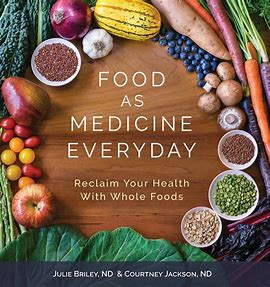 FOOD
AS
MEDICINE
EVERYDAY
Reclaim Your Health
With Whole Foods
JULIE BRILEY, ND & COURTNEY JACKSON, ND